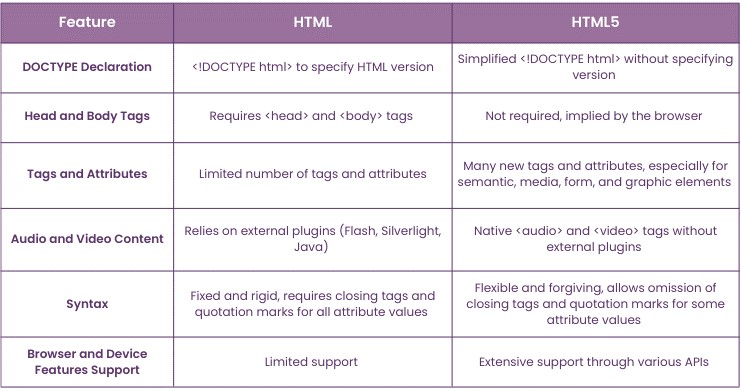 Feature HTML HTML5
DOCTYPE Declaration
<!DOCTYPE html> to specify HTML version
Simplified <!DOCTYPE html> without specifying
version
Head and Body Tags
Requires <head> and <body> tags
Not required, implied by the browser
Tags and Attributes
Limited number of tags and attributes
Many new tags and attributes, especially for
semantic, media, form, and graphic elements
Audio and Video Content
Relies on external plugins (Flash, Silverlight,
Java)
Native <audio> and <video> tags without
external plugins
Syntax
Fixed and rigid, requires closing tags and
quotation marks for all attribute values
Flexible and forgiving, allows omission of
closing tags and quotation marks for some
attribute values
Browser and Device
Features Support
Limited support
Extensive support through various APIs